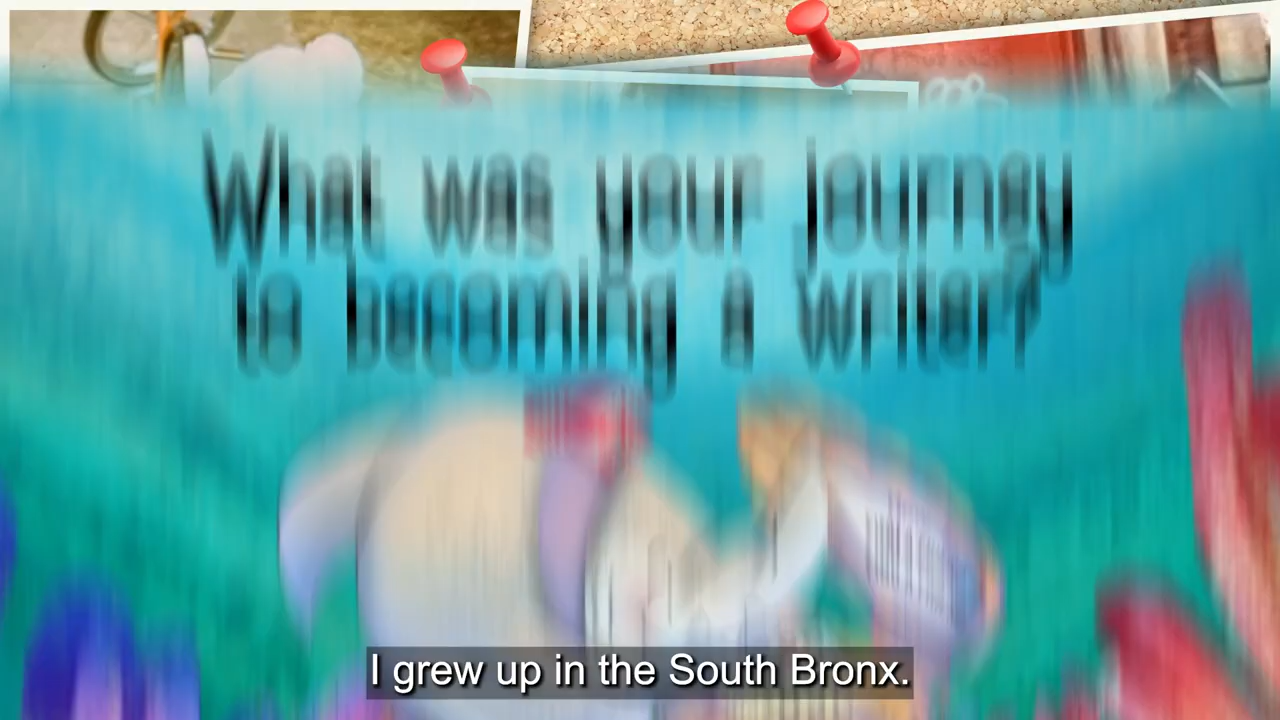 What was your journey
to becoming a writer?
I grew up in the South Bronx.